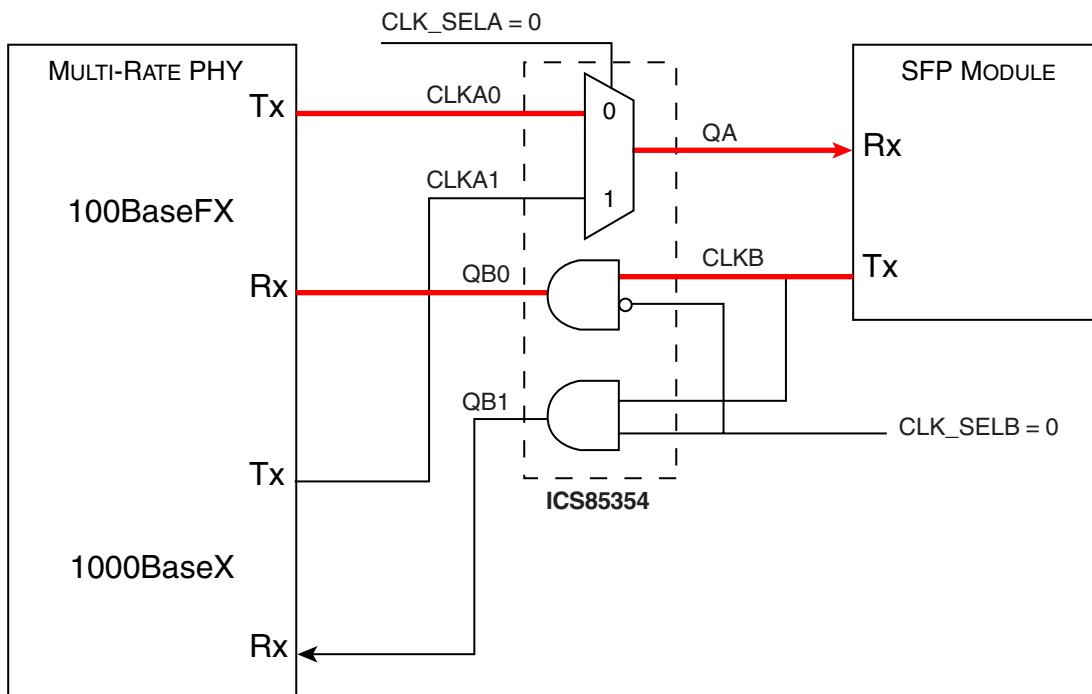 CLK_SELA = 0
MULTI-RATE PHY
SFP MODULE
Tx
CLKA0
0
QA
Rx
CLKA1
1
100BaseFX
Rx
QB0
CLKB
Tx
QB1
CLK_SELB = 0
Tx
ICS85354
1000BaseX
Rx